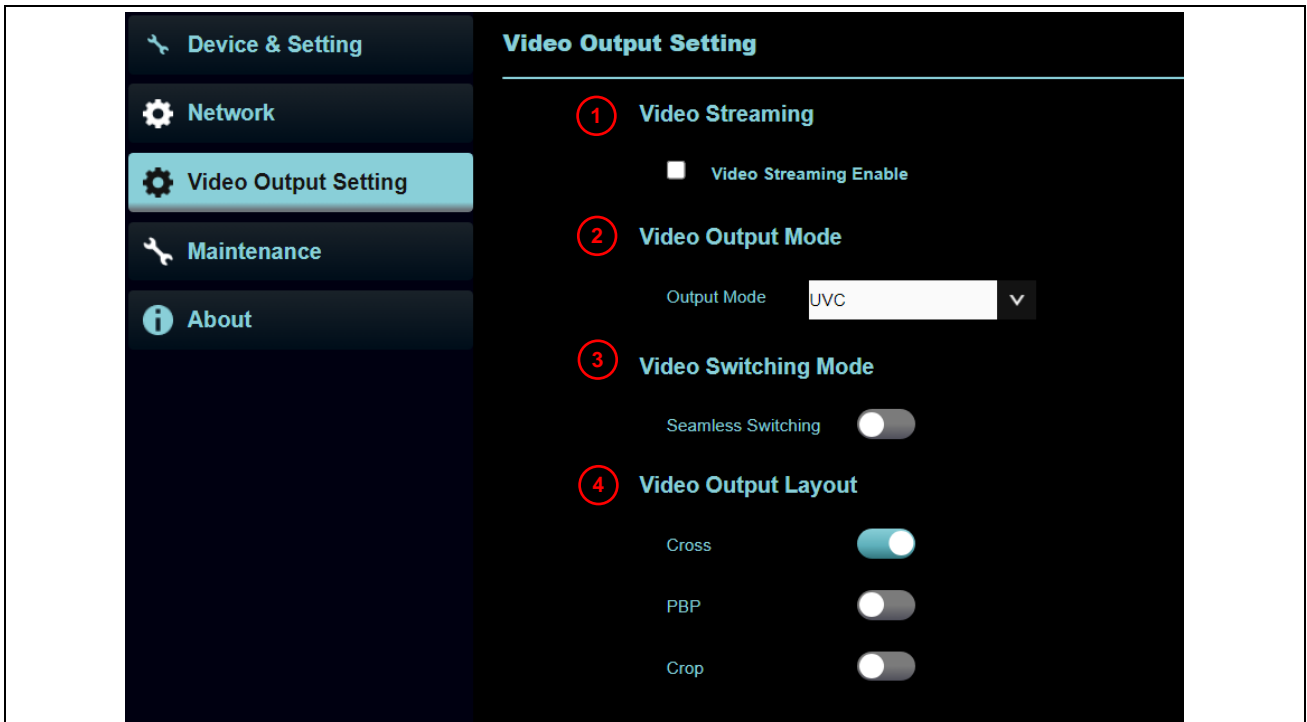 Device & Setting
Network
Video Output Setting
Maintenance
About
Video Output Setting
1 Video Streaming
Video Streaming Enable
2 Video Output Mode
Output Mode UVC
3 Video Switching Mode
Seamless Switching
4 Video Output Layout
Cross
PBP
Crop